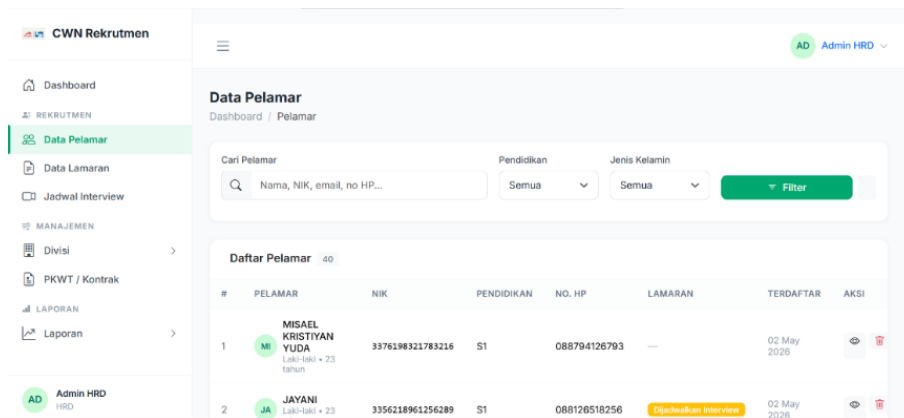 CWN Rekrutmen
AD Admin HRD
Dashboard
REKRUTMEN
Data Pelamar
Data Lamaran
Jadwal Interview
MANAJEMEN
Divisi
PKWT / Kontrak
LAPORAN
Laporan
AD Admin HRD
HRD
Data Pelamar
Dashboard / Pelamar
Cari Pelamar Pendidikan Jenis Kelamin
Nama, NIK, email, no HP... Semua Semua Filter
Daftar Pelamar 40
# PELAMAR NIK PENDIDIKAN NO. HP LAMARAN TERDAFTAR AKSI
MISAEL
KRISTIYAN
1 MI YUDA 3376198321783216 S1 088794126793 — 02 May
Laki-laki • 23 2026
tahun
JAYANI
2 JA Laki-laki • 23 3356218961256289 S1 088126518256 Dijadwalkan Interview 02 May
2026